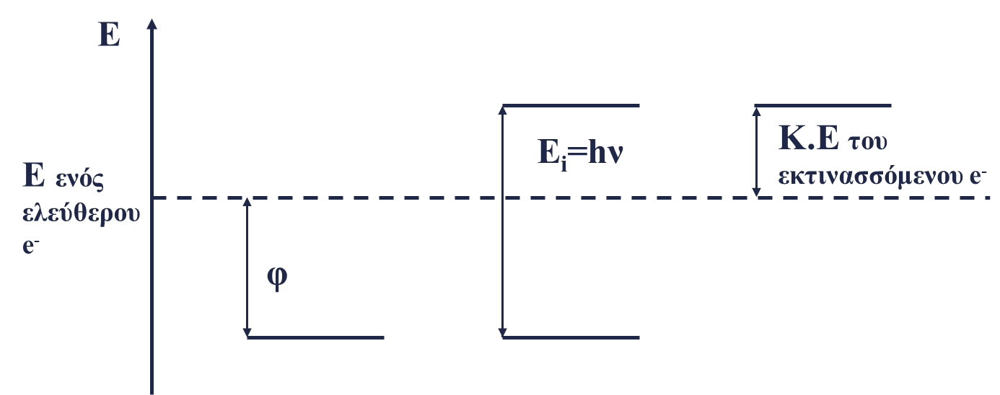 E
Ε ενός
ελεύθερου
e-
φ
Ei=hν
Κ.Ε του
εκτινασσόμενου e-